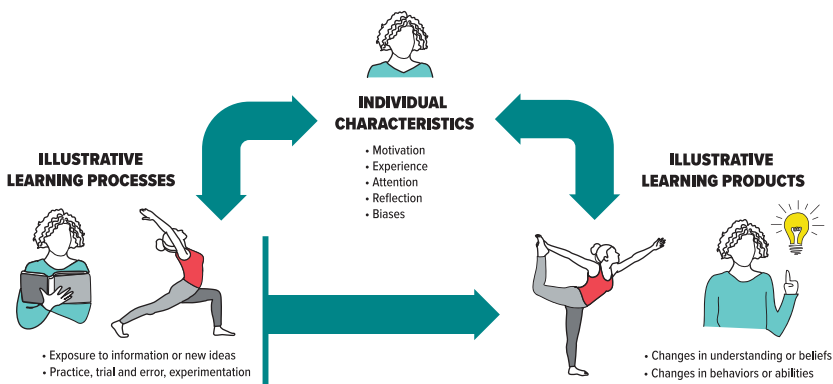 INDIVIDUAL
CHARACTERISTICS
• Motivation
• Experience
• Attention
• Reflection
• Biases
ILLUSTRATIVE
LEARNING PROCESSES
• Exposure to information or new ideas
• Practice, trial and error, experimentation
ILLUSTRATIVE
LEARNING PRODUCTS
• Changes in understanding or beliefs
• Changes in behaviors or abilities